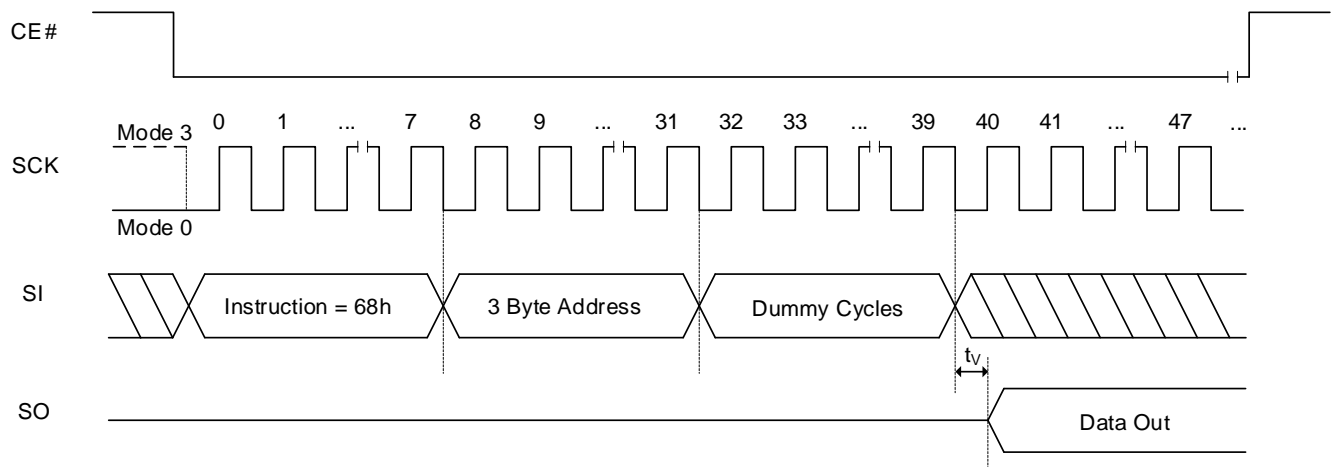 CE#
0 1 ... 7 8 9 ... 31 32 33 ... 39 40 41 ... 47 ...
Mode 3
SCK
Mode 0
SI
Instruction = 68h
3 Byte Address
Dummy Cycles
tV
SO
Data Out